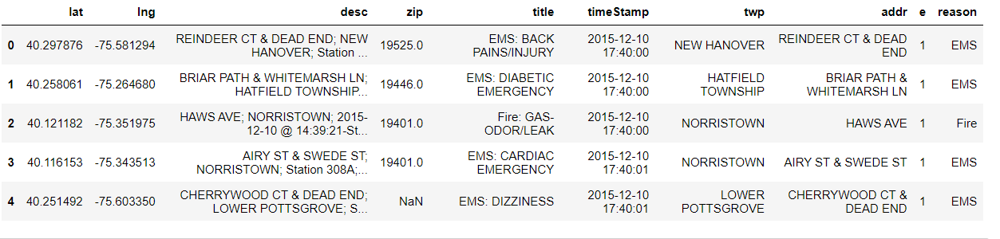 lat lng desc zip title timeStamp twp addr e reason
0 40.297876 -75.581294 REINDEER CT & DEAD END; NEW HANOVER; Station ... 19525.0 EMS: BACK PAINS/INJURY 2015-12-10 17:40:00 NEW HANOVER REINDEER CT & DEAD END 1 EMS
1 40.258061 -75.264680 BRIAR PATH & WHITEMARSH LN; HATFIELD TOWNSHIP... 19446.0 EMS: DIABETIC EMERGENCY 2015-12-10 17:40:00 HATFIELD TOWNSHIP BRIAR PATH & WHITEMARSH LN 1 EMS
2 40.121182 -75.351975 HAWS AVE; NORRISTOWN; 2015-12-10 @ 14:39:21-St... 19401.0 Fire: GAS-ODOR/LEAK 2015-12-10 17:40:00 NORRISTOWN HAWS AVE 1 Fire
3 40.116153 -75.343513 AIRY ST & SWEDE ST; NORRISTOWN; Station 308A;... 19401.0 EMS: CARDIAC EMERGENCY 2015-12-10 17:40:01 NORRISTOWN AIRY ST & SWEDE ST 1 EMS
4 40.251492 -75.603350 CHERRYWOOD CT & DEAD END; LOWER POTTSGROVE; S... NaN EMS: DIZZINESS 2015-12-10 17:40:01 LOWER POTTSGROVE CHERRYWOOD CT & DEAD END 1 EMS